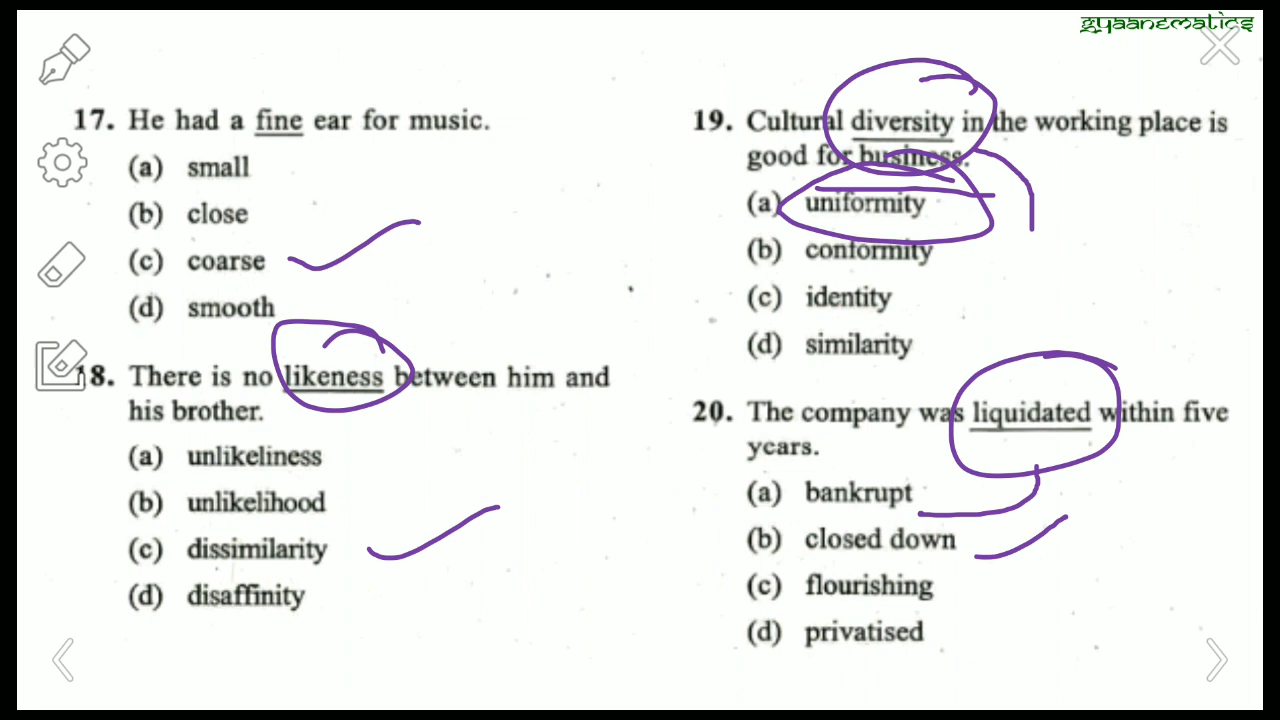 gyaanematics
17. He had a fine ear for music.
(a) small
(b) close
(c) coarse
(d) smooth
18. There is no likeness between him and
his brother.
(a) unlikeliness
(b) unlikelihood
(c) dissimilarity
(d) disaffinity
19. Cultural diversity in the working place is
good for business.
(a) uniformity
(b) conformity
(c) identity
(d) similarity
20. The company was liquidated within five
years.
(a) bankrupt
(b) closed down
(c) flourishing
(d) privatised